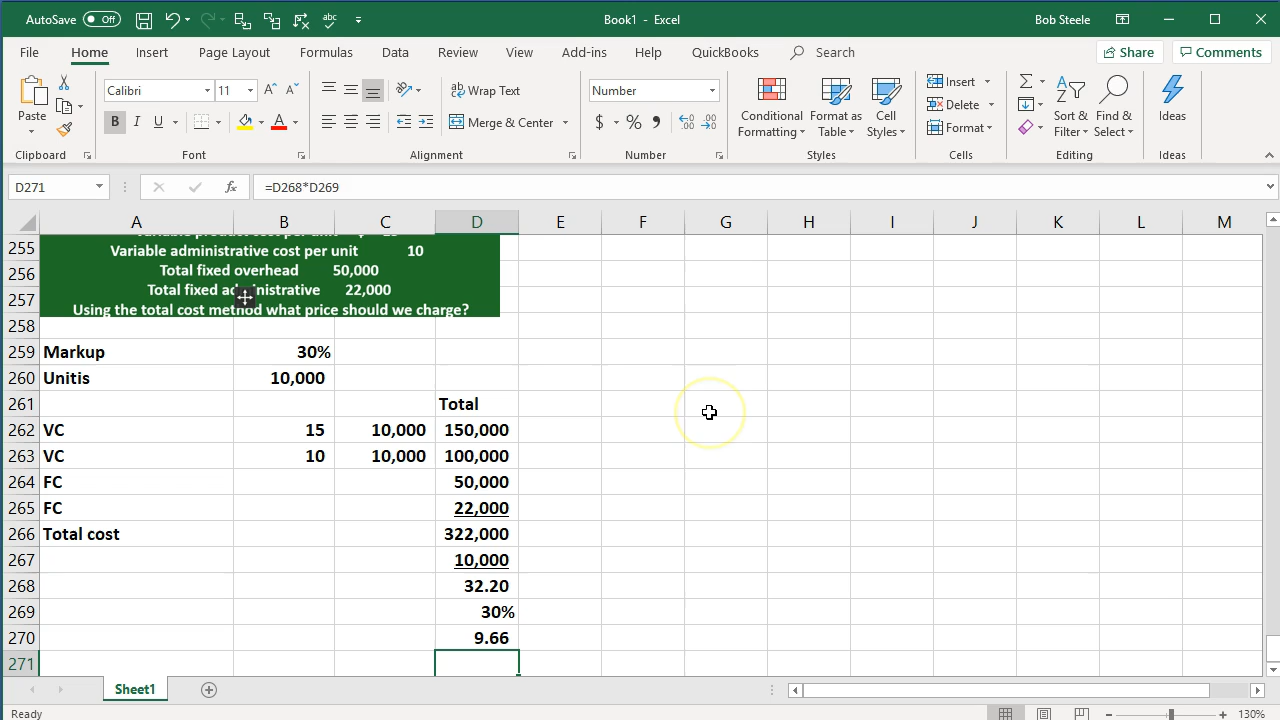 AutoSave Off
Book1 - Excel
Bob Steele
File Home Insert Page Layout Formulas Data Review View Add-ins Help QuickBooks Search Share Comments
Calibri 11 Wrap Text Number Insert
Paste Conditional Formatting Format as Table Cell Styles Delete Sort & Filter Find & Select Ideas
B I U Merge & Center $ % Format
Clipboard Font Alignment Number Styles Cells Editing Ideas
D271 fx =D268*D269
A B C D E F G H I J K L M
255
256 Variable administrative cost per unit 10
Total fixed overhead 50,000
257 Total fixed administrative 22,000
Using the total cost method what price should we charge?
258
259 Markup 30%
260 Unitis 10,000
261 Total
262 VC 15 10,000 150,000
263 VC 10 10,000 100,000
264 FC 50,000
265 FC 22,000
266 Total cost 322,000
267 10,000
268 32.20
269 30%
270 9.66
271
Sheet1
Ready 130%